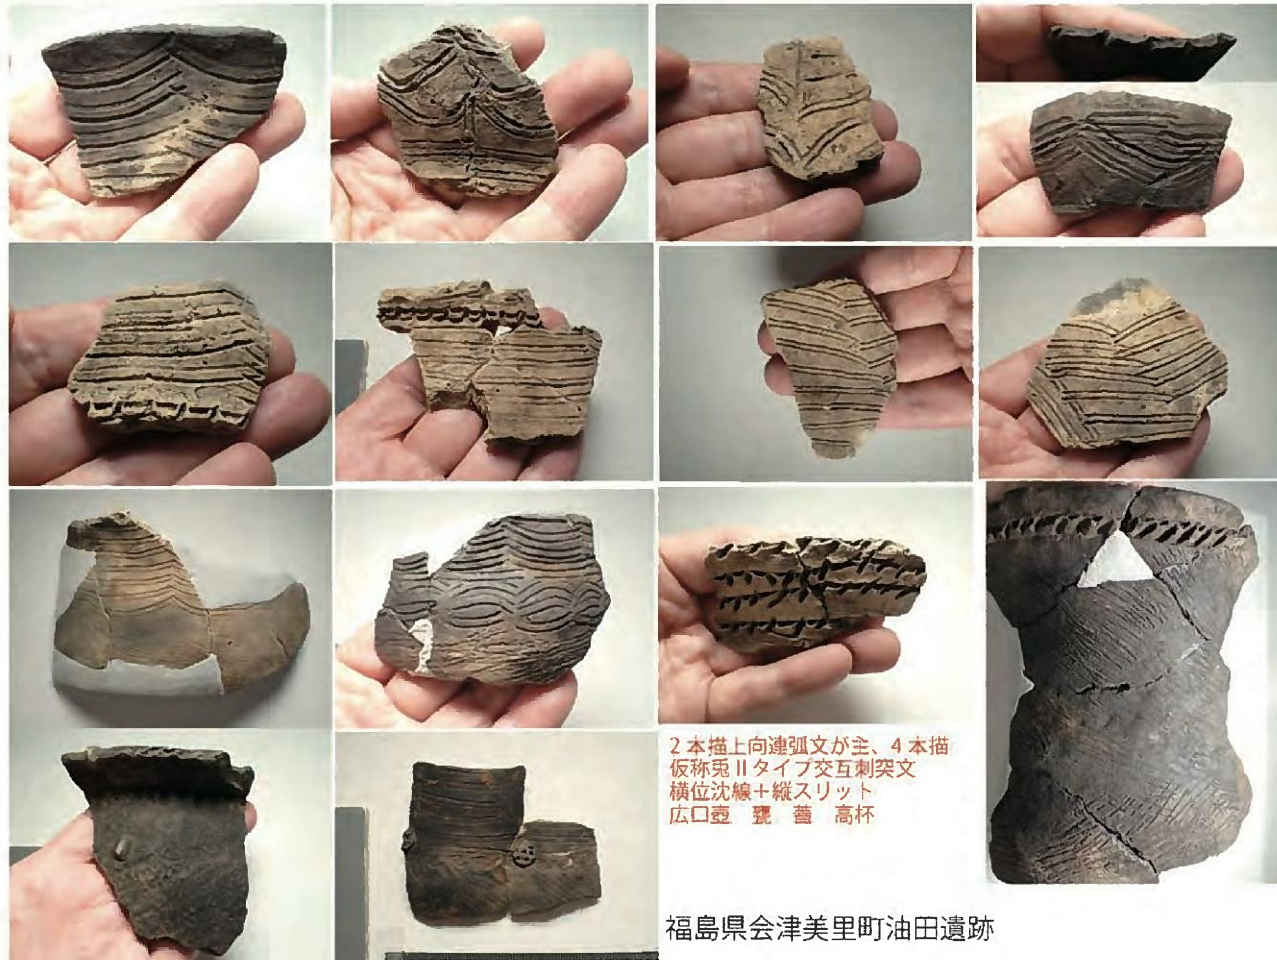 2本描上向連弧文が主、4本描
仮称兎Ⅱタイプ交互刺突文
横位沈線+縦スリット
広口壺 甕 蓋 高杯
福島県会津美里町油田遺跡